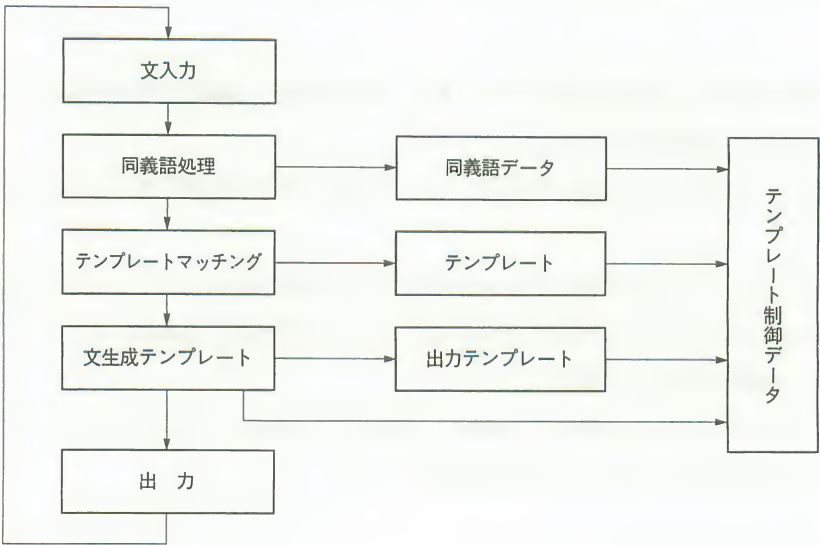 文入力
同義語処理
同義語データ
テンプレートマッチング
テンプレート
文生成テンプレート
出力テンプレート
出 力
テンプレート制御データ